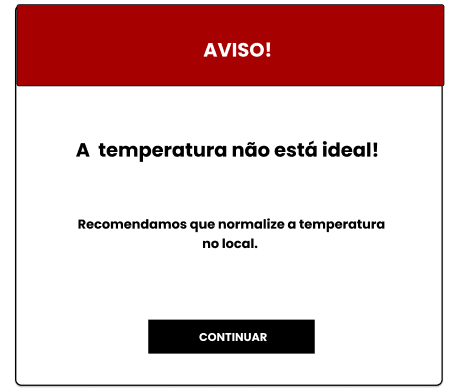 AVISO!
A temperatura não está ideal!
Recomendamos que normalize a temperatura
no local.
CONTINUAR